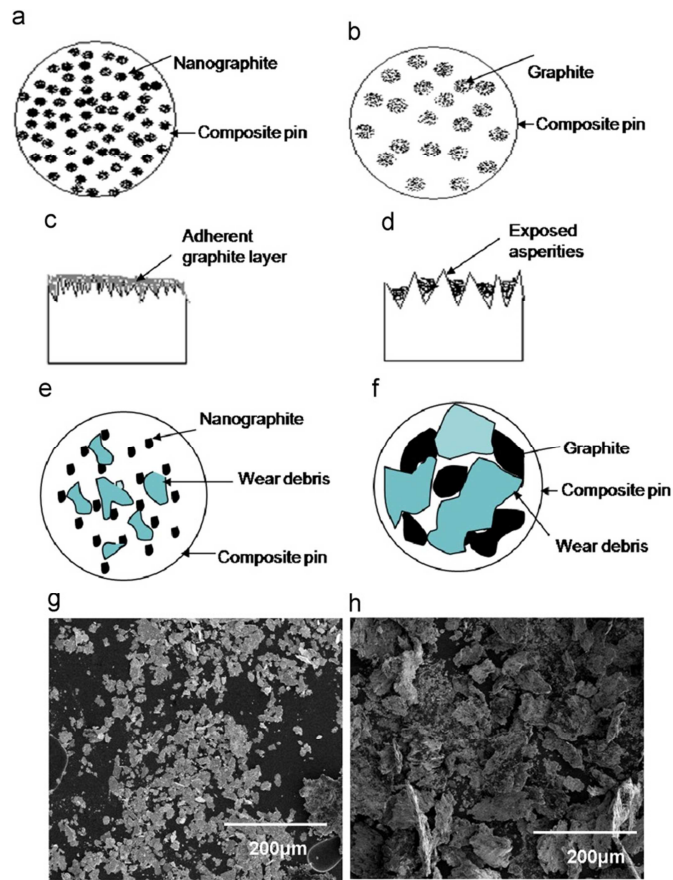 a
Nanographite
Composite pin
b
Graphite
Composite pin
c
Adherent
graphite layer
d
Exposed
asperities
e
Nanographite
Wear debris
Composite pin
f
Graphite
Composite pin
Wear debris
g
200μm
h
200μm